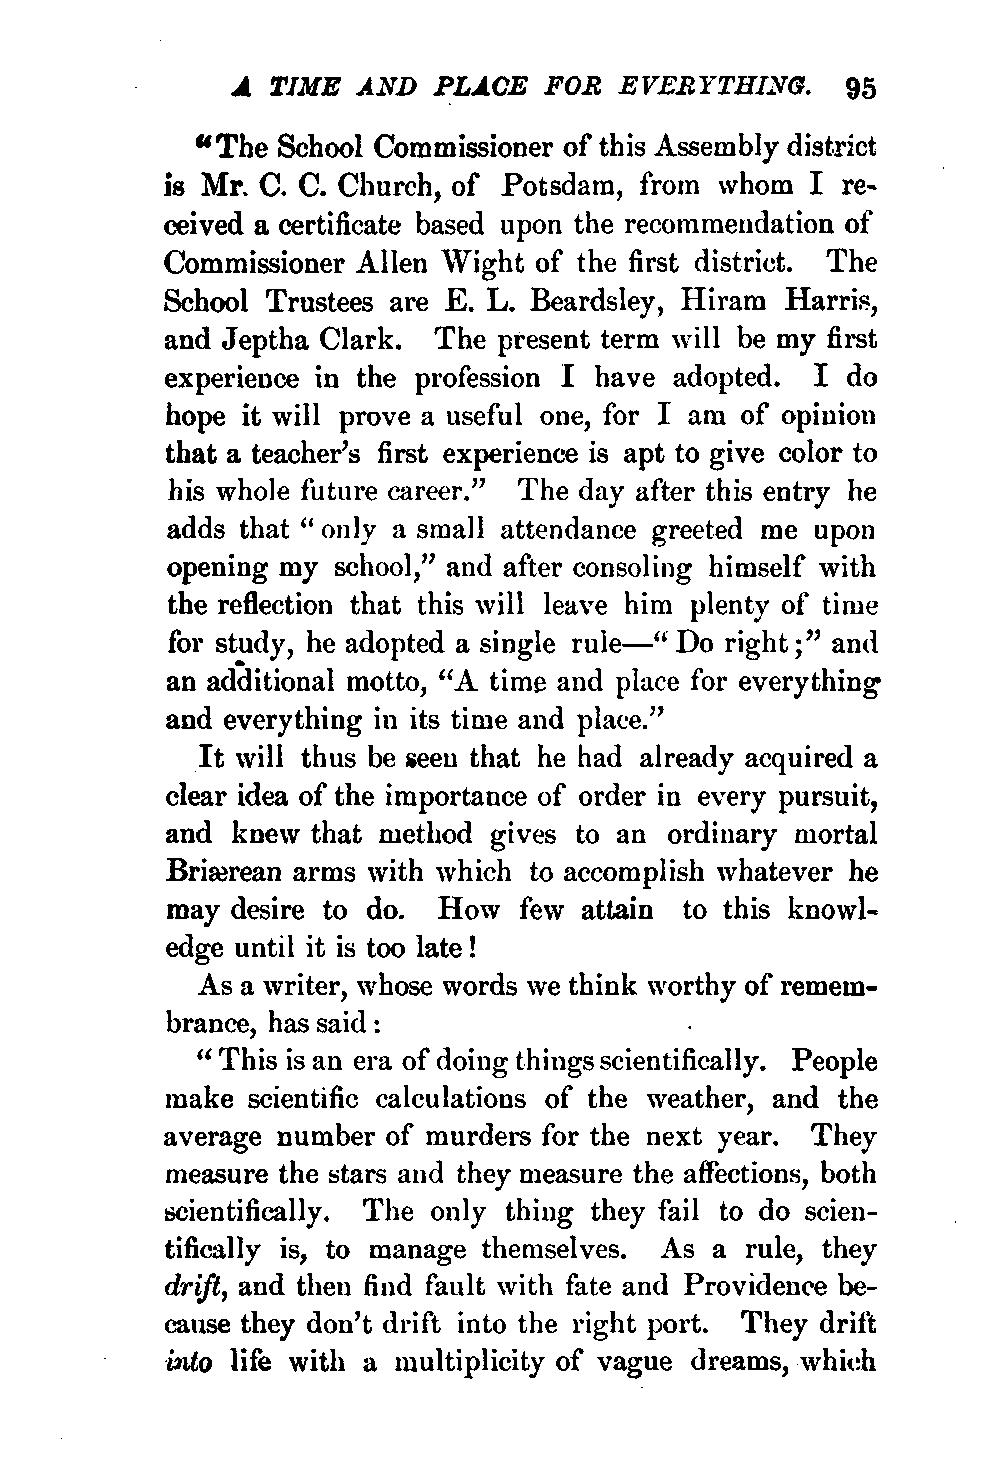 A TIME AND PLACE FOR EVERYTHING. 95
“The School Commissioner of this Assembly district
is Mr. C. C. Church, of Potsdam, from whom I re-
ceived a certificate based upon the recommendation of
Commissioner Allen Wight of the first district. The
School Trustees are E. L. Beardsley, Hiram Harris,
and Jeptha Clark. The present term will be my first
experience in the profession I have adopted. I do
hope it will prove a useful one, for I am of opinion
that a teacher’s first experience is apt to give color to
his whole future career.” The day after this entry he
adds that “only a small attendance greeted me upon
opening my school,” and after consoling himself with
the reflection that this will leave him plenty of time
for study, he adopted a single rule—“Do right;” and
an additional motto, “A time and place for everything
and everything in its time and place.”
It will thus be seen that he had already acquired a
clear idea of the importance of order in every pursuit,
and knew that method gives to an ordinary mortal
Briærean arms with which to accomplish whatever he
may desire to do. How few attain to this knowl-
edge until it is too late!
As a writer, whose words we think worthy of remem-
brance, has said:
“This is an era of doing things scientifically. People
make scientific calculations of the weather, and the
average number of murders for the next year. They
measure the stars and they measure the affections, both
scientifically. The only thing they fail to do scien-
tifically is, to manage themselves. As a rule, they
drift, and then find fault with fate and Providence be-
cause they don’t drift into the right port. They drift
into life with a multiplicity of vague dreams, which